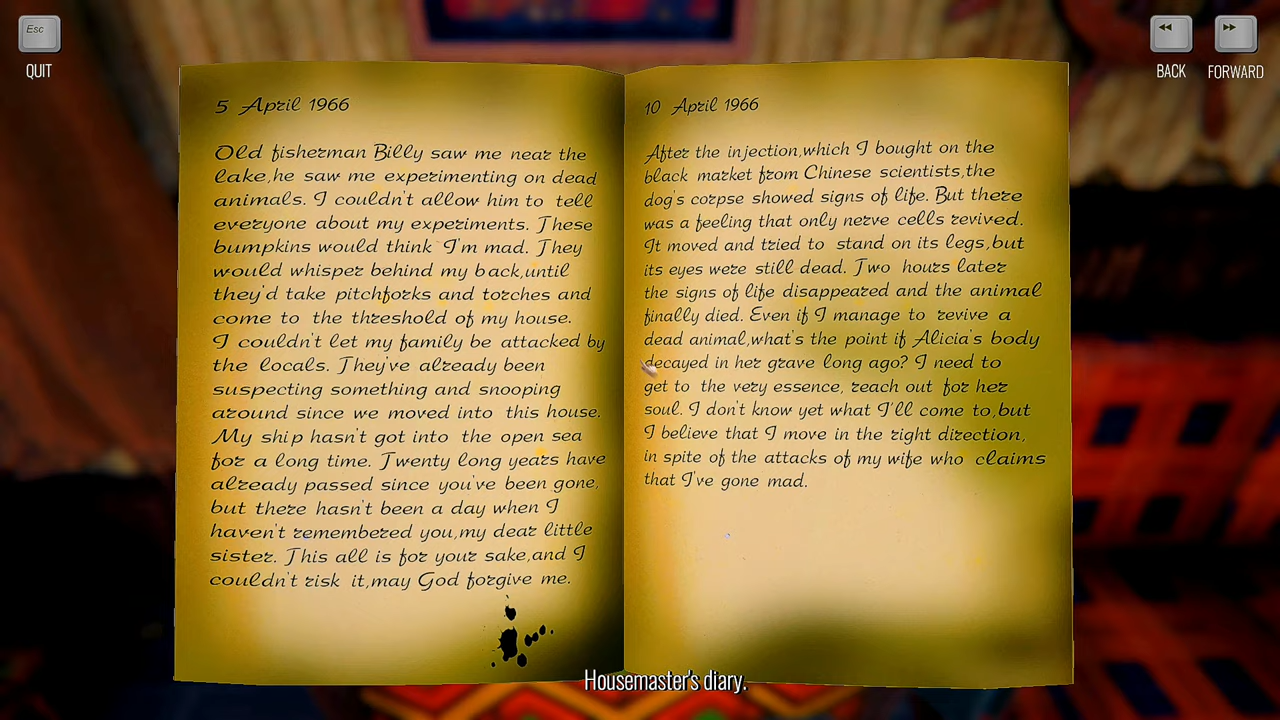 Esc
QUIT
BACK
FORWARD
5 April 1966
Old fisherman Billy saw me near the
lake,he saw me experimenting on dead
animals. I couldn't allow him to tell
everyone about my experiments. These
bumpkins would think I'm mad. They
would whisper behind my back,until
they'd take pitchforks and torches and
come to the threshold of my house.
I couldn't let my family be attacked by
the locals. They've already been
suspecting something and snooping
around since we moved into this house.
My ship hasn't got into the open sea
for a long time. Twenty long years have
already passed since you've been gone,
but there hasn't been a day when I
haven't remembered you,my dear little
sister. This all is for your sake,and I
couldn't risk it,may God forgive me.
10 April 1966
After the injection,which I bought on the
black market from Chinese scientists,the
dog's corpse showed signs of life. But there
was a feeling that only nerve cells revived.
It moved and tried to stand on its legs,but
its eyes were still dead. Two hours later
the signs of life disappeared and the animal
finally died. Even if I manage to revive a
dead animal,what's the point if Alicia's body
decayed in her grave long ago? I need to
get to the very essence, reach out for her
soul. I don't know yet what I'll come to,but
I believe that I move in the right direction,
in spite of the attacks of my wife who claims
that I've gone mad.
Housemaster's diary.